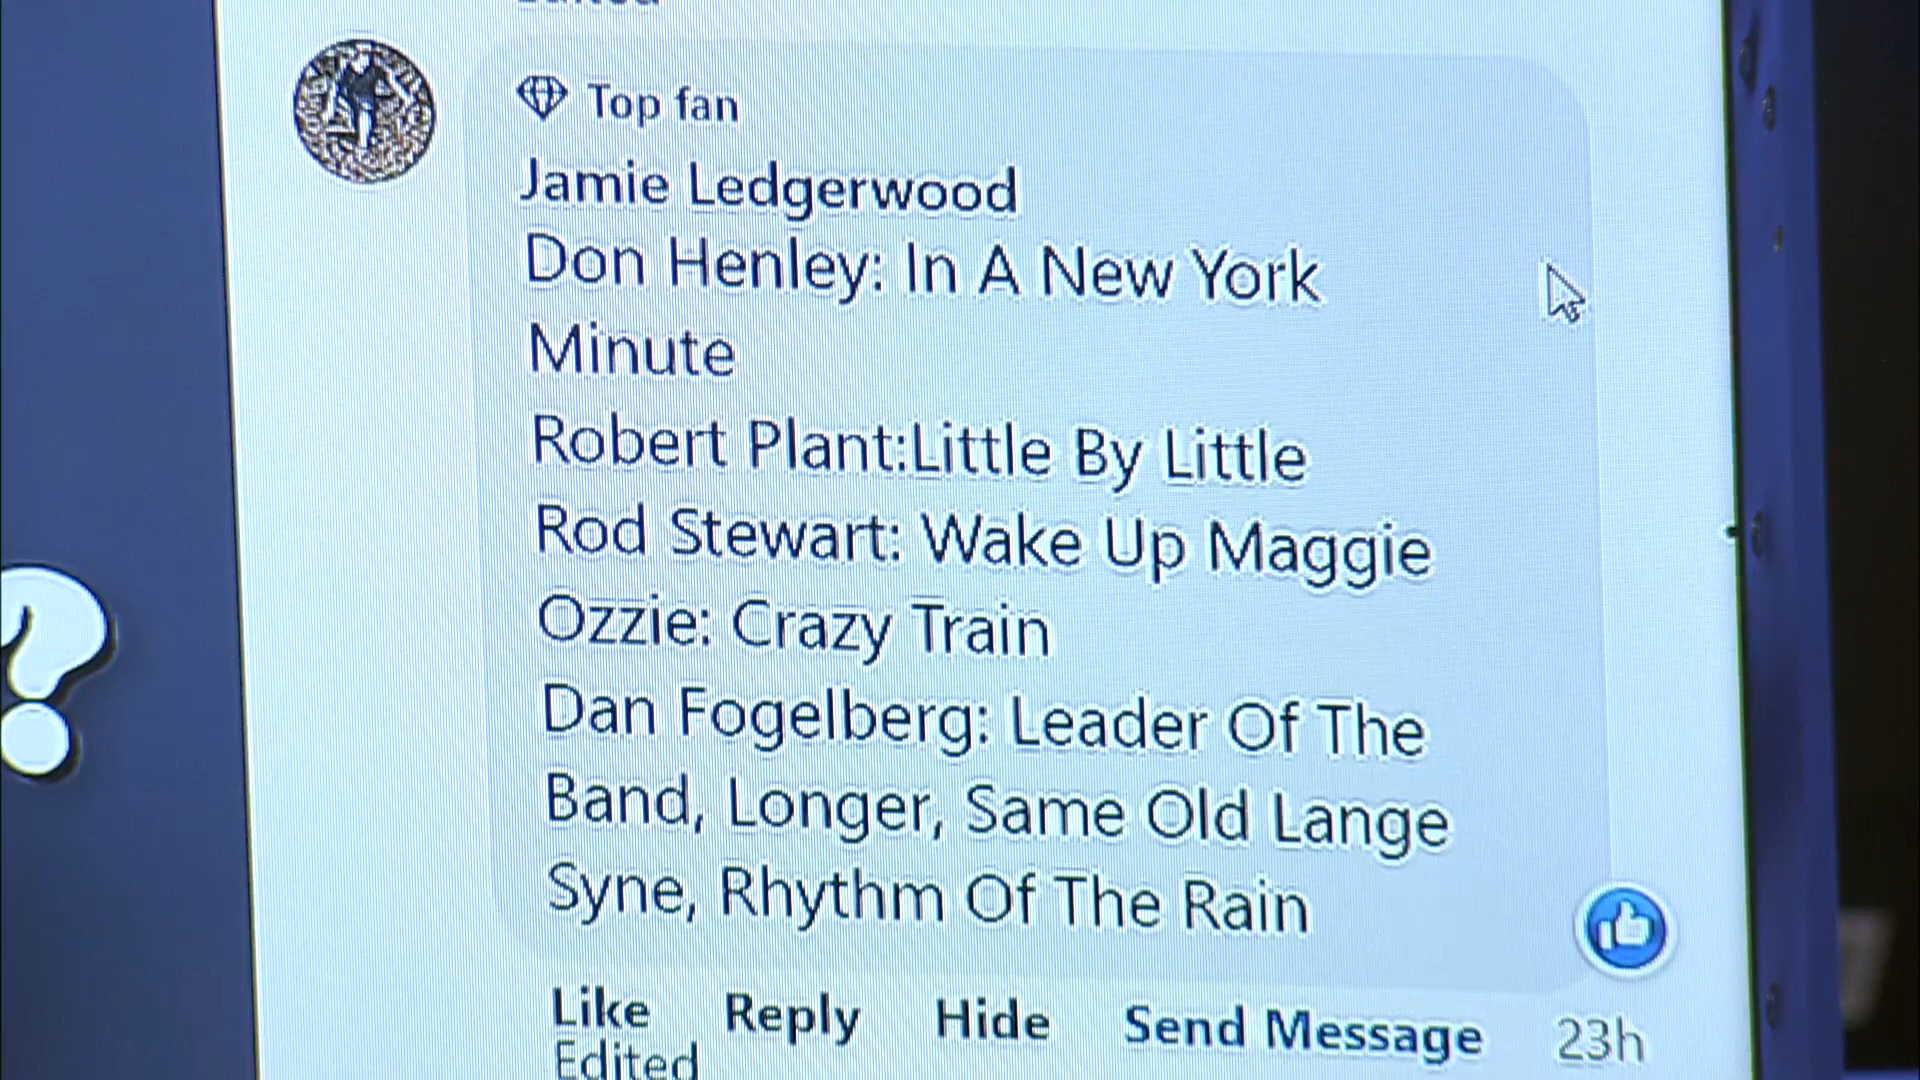 Top fan
Jamie Ledgerwood
Don Henley: In A New York
Minute
Robert Plant:Little By Little
Rod Stewart: Wake Up Maggie
Ozzie: Crazy Train
Dan Fogelberg: Leader Of The
Band, Longer, Same Old Lange
Syne, Rhythm Of The Rain
Like Reply Hide Send Message 23h
Edited
?